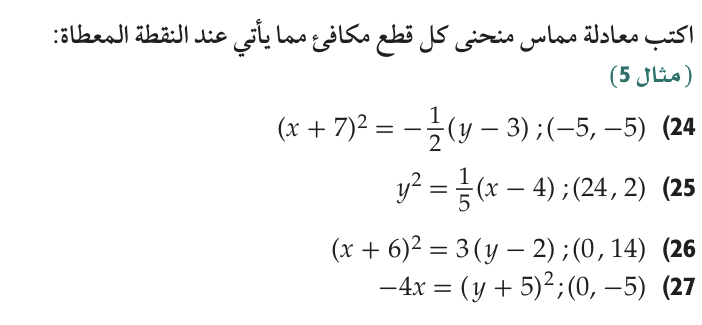 اكتب معادلة مماس منحنى كل قطع مكافئ مما يأتي عند النقطة المعطاة:
(مثال 5)
24) (x + 7)² = −\frac{1}{2}(y − 3) ;(−5, −5)
25) y² = \frac{1}{5}(x − 4) ;(24, 2)
26) (x + 6)² = 3(y − 2) ;(0, 14)
27) −4x = (y + 5)²;(0, −5)